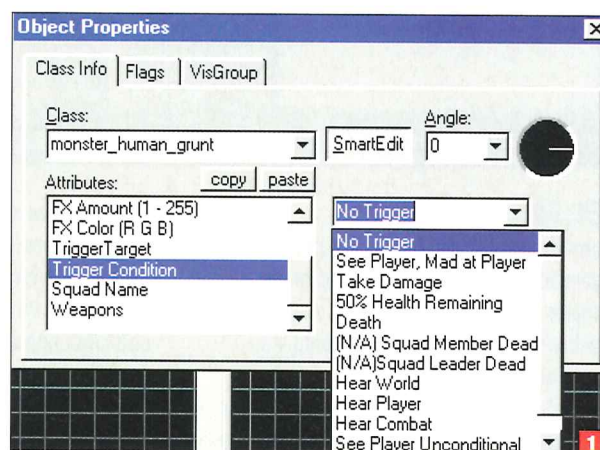 Object Properties
Class Info
Flags
VisGroup
Class:
monster_human_grunt
SmartEdit
Angle:
0
Attributes:
copy
paste
FX Amount (1 - 255)
FX Color (R G B)
TriggerTarget
Trigger Condition
Squad Name
Weapons
No Trigger
No Trigger
See Player, Mad at Player
Take Damage
50% Health Remaining
Death
(N/A) Squad Member Dead
(N/A)Squad Leader Dead
Hear World
Hear Player
Hear Combat
See Player Unconditional
1